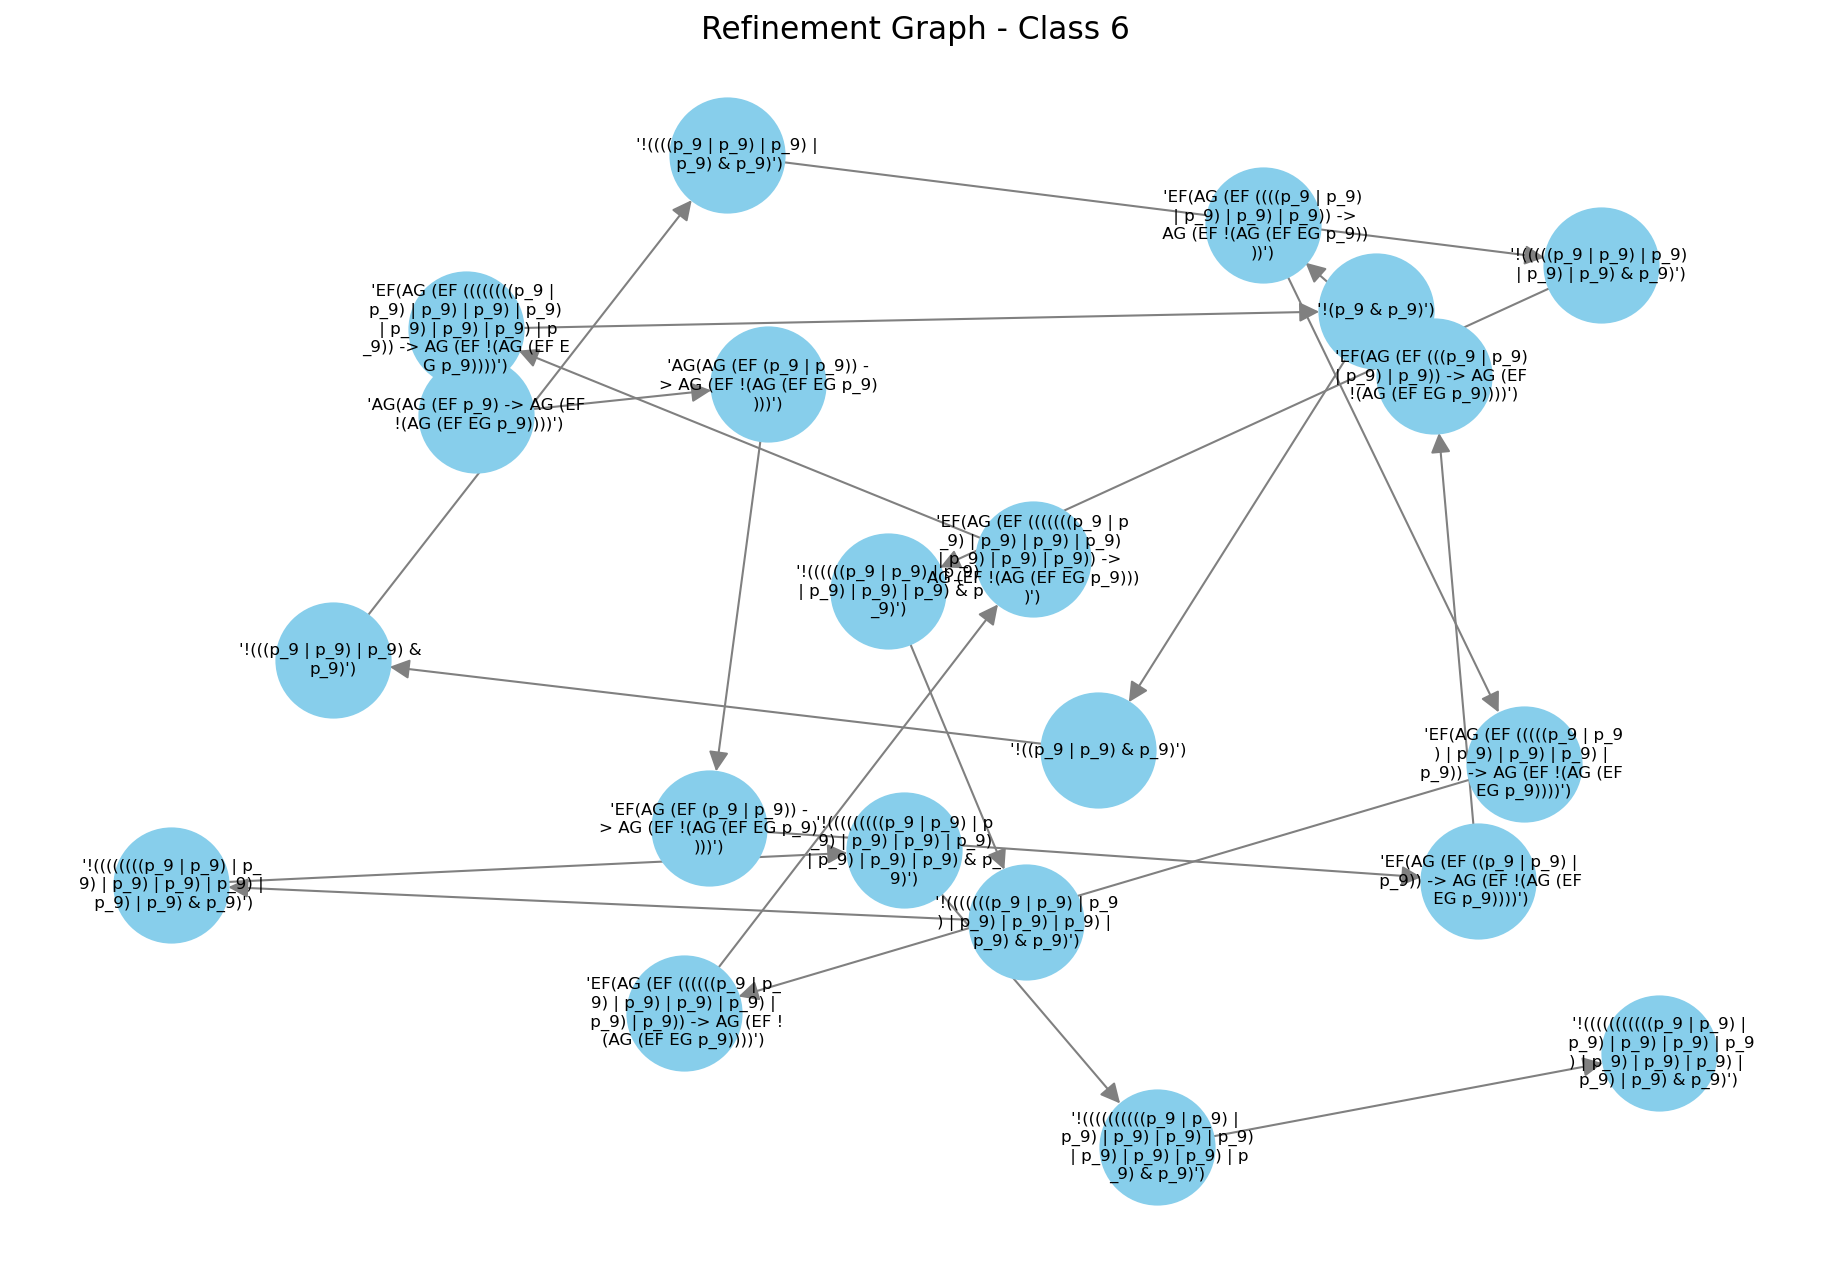 Refinement Graph - Class 6
'!((((p_9 | p_9) | p_9) |
p_9) & p_9)')
'EF(AG (EF ((((p_9 | p_9)
| p_9) | p_9) | p_9)) ->
AG (EF !(AG (EF EG p_9))
))')
'!(((((p_9 | p_9) | p_9)
| p_9) | p_9) & p_9)')
'EF(AG (EF ((((((((p_9 |
p_9) | p_9) | p_9) | p_9)
| p_9) | p_9) | p_9) | p
_9)) -> AG (EF !(AG (EF E
G p_9))))')
'!(p_9 & p_9)')
'EF(AG (EF (((p_9 | p_9)
| p_9) | p_9)) -> AG (EF
!(AG (EF EG p_9))))')
'AG(AG (EF (p_9 | p_9)) -
> AG (EF !(AG (EF EG p_9)
)))')
'AG(AG (EF p_9) -> AG (EF
!(AG (EF EG p_9))))')
'EF(AG (EF (((((((p_9 | p
_9) | p_9) | p_9) | p_9)
| p_9) | p_9) | p_9)) ->
AG (EF !(AG (EF EG p_9)))
)')
'!((((((p_9 | p_9) | p_9)
| p_9) | p_9) | p_9) & p
_9)')
'!(((p_9 | p_9) | p_9) &
p_9)')
'!((p_9 | p_9) & p_9)')
'EF(AG (EF (((((p_9 | p_9
) | p_9) | p_9) | p_9) |
p_9)) -> AG (EF !(AG (EF
EG p_9))))')
'EF(AG (EF (p_9 | p_9)) -
> AG (EF !(AG (EF EG p_9)
)))')
'!(((((((((p_9 | p_9) | p
_9) | p_9) | p_9) | p_9)
| p_9) | p_9) | p_9) & p_
9)')
'!((((((((p_9 | p_9) | p_
9) | p_9) | p_9) | p_9) |
p_9) | p_9) & p_9)')
'EF(AG (EF ((p_9 | p_9) |
p_9)) -> AG (EF !(AG (EF
EG p_9))))')
'!(((((((p_9 | p_9) | p_9
) | p_9) | p_9) | p_9) |
p_9) & p_9)')
'EF(AG (EF ((((((p_9 | p_
9) | p_9) | p_9) | p_9) |
p_9) | p_9)) -> AG (EF !
(AG (EF EG p_9))))')
'!(((((((((((p_9 | p_9) |
p_9) | p_9) | p_9) | p_9
) | p_9) | p_9) | p_9) |
p_9) | p_9) & p_9)')
'!((((((((((p_9 | p_9) |
p_9) | p_9) | p_9) | p_9)
| p_9) | p_9) | p_9) | p
_9) & p_9)')